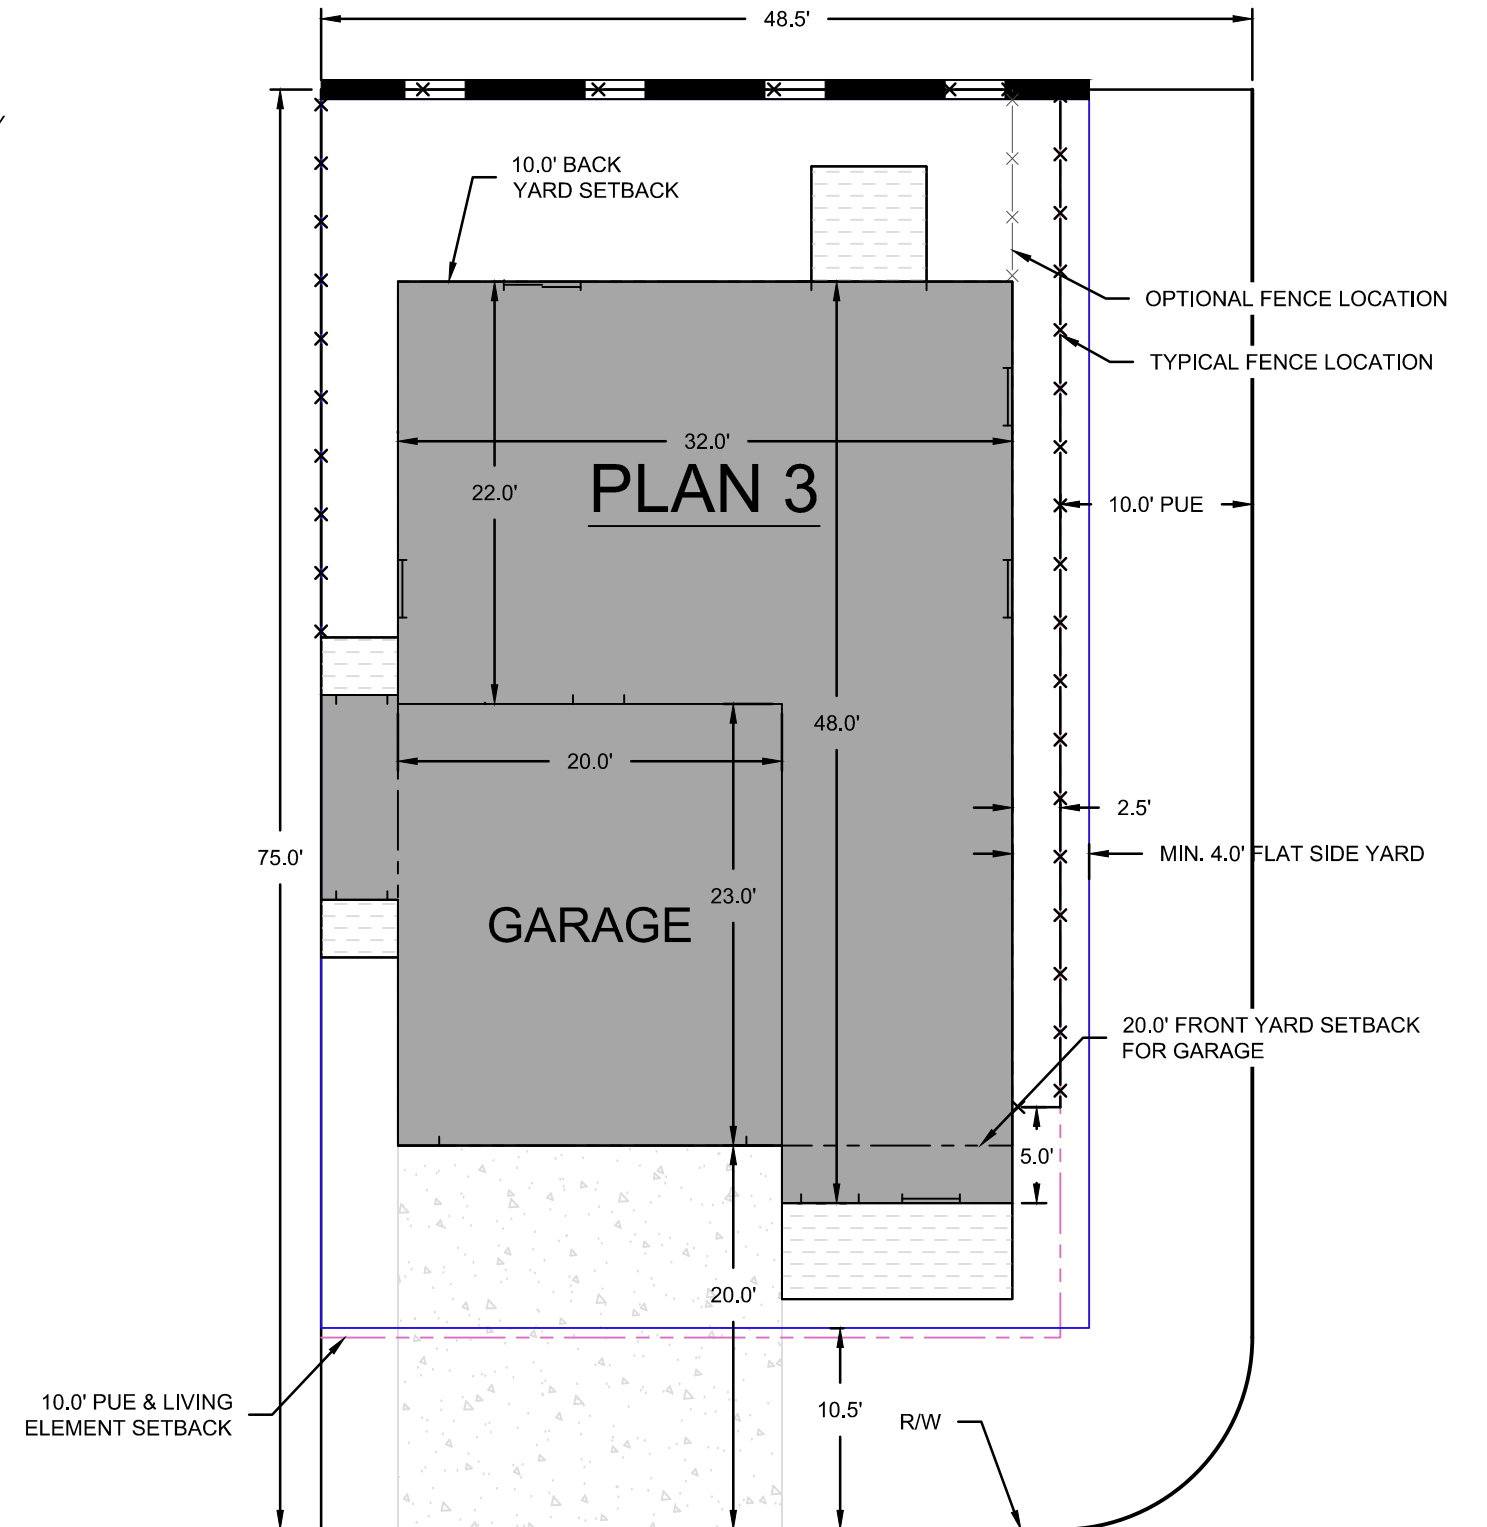 48.5'
10.0' BACK
YARD SETBACK
OPTIONAL FENCE LOCATION
TYPICAL FENCE LOCATION
32.0'
22.0'
PLAN 3
10.0' PUE
48.0'
20.0'
2.5'
75.0'
MIN. 4.0' FLAT SIDE YARD
23.0'
GARAGE
20.0' FRONT YARD SETBACK
FOR GARAGE
5.0'
20.0'
10.0' PUE & LIVING
ELEMENT SETBACK
10.5'
R/W